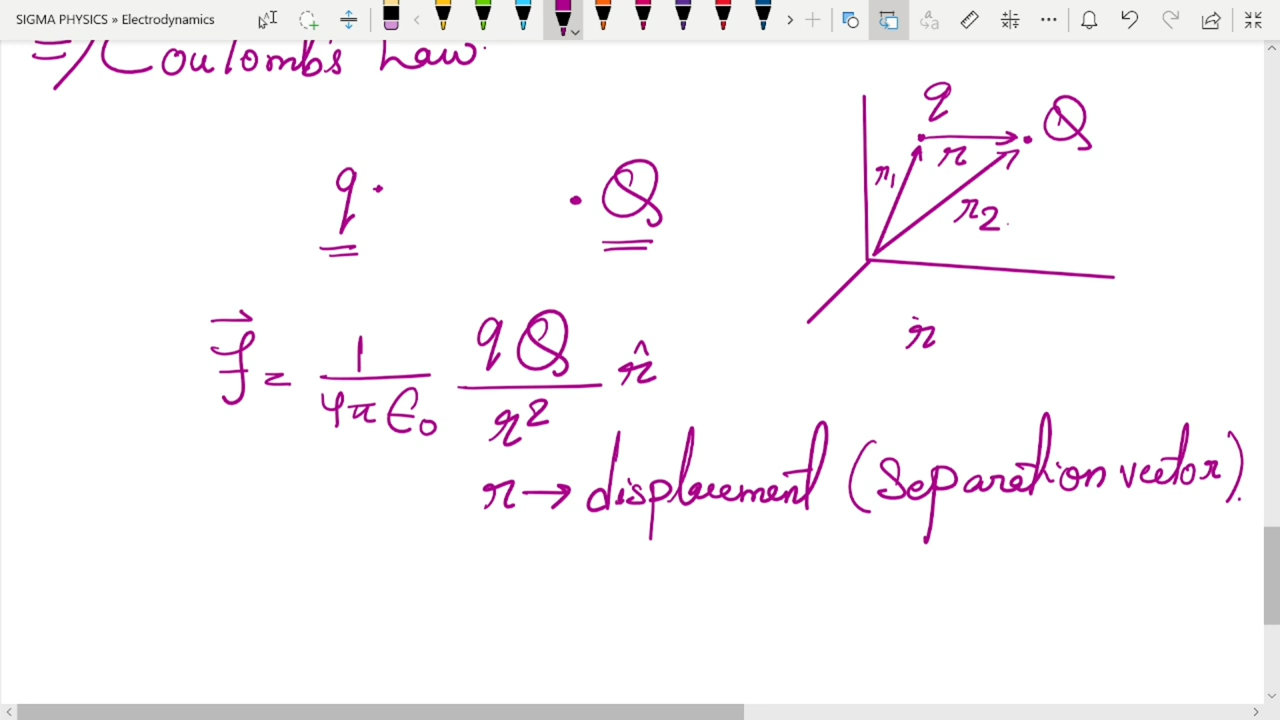 SIGMA PHYSICS » Electrodynamics
=> Coulomb's Law.
q
Q
r
r1
r2
q . . Q
f⃗ = 1/4πϵ0 qQ/r² r̂
r
r → displacement (Separation vector).